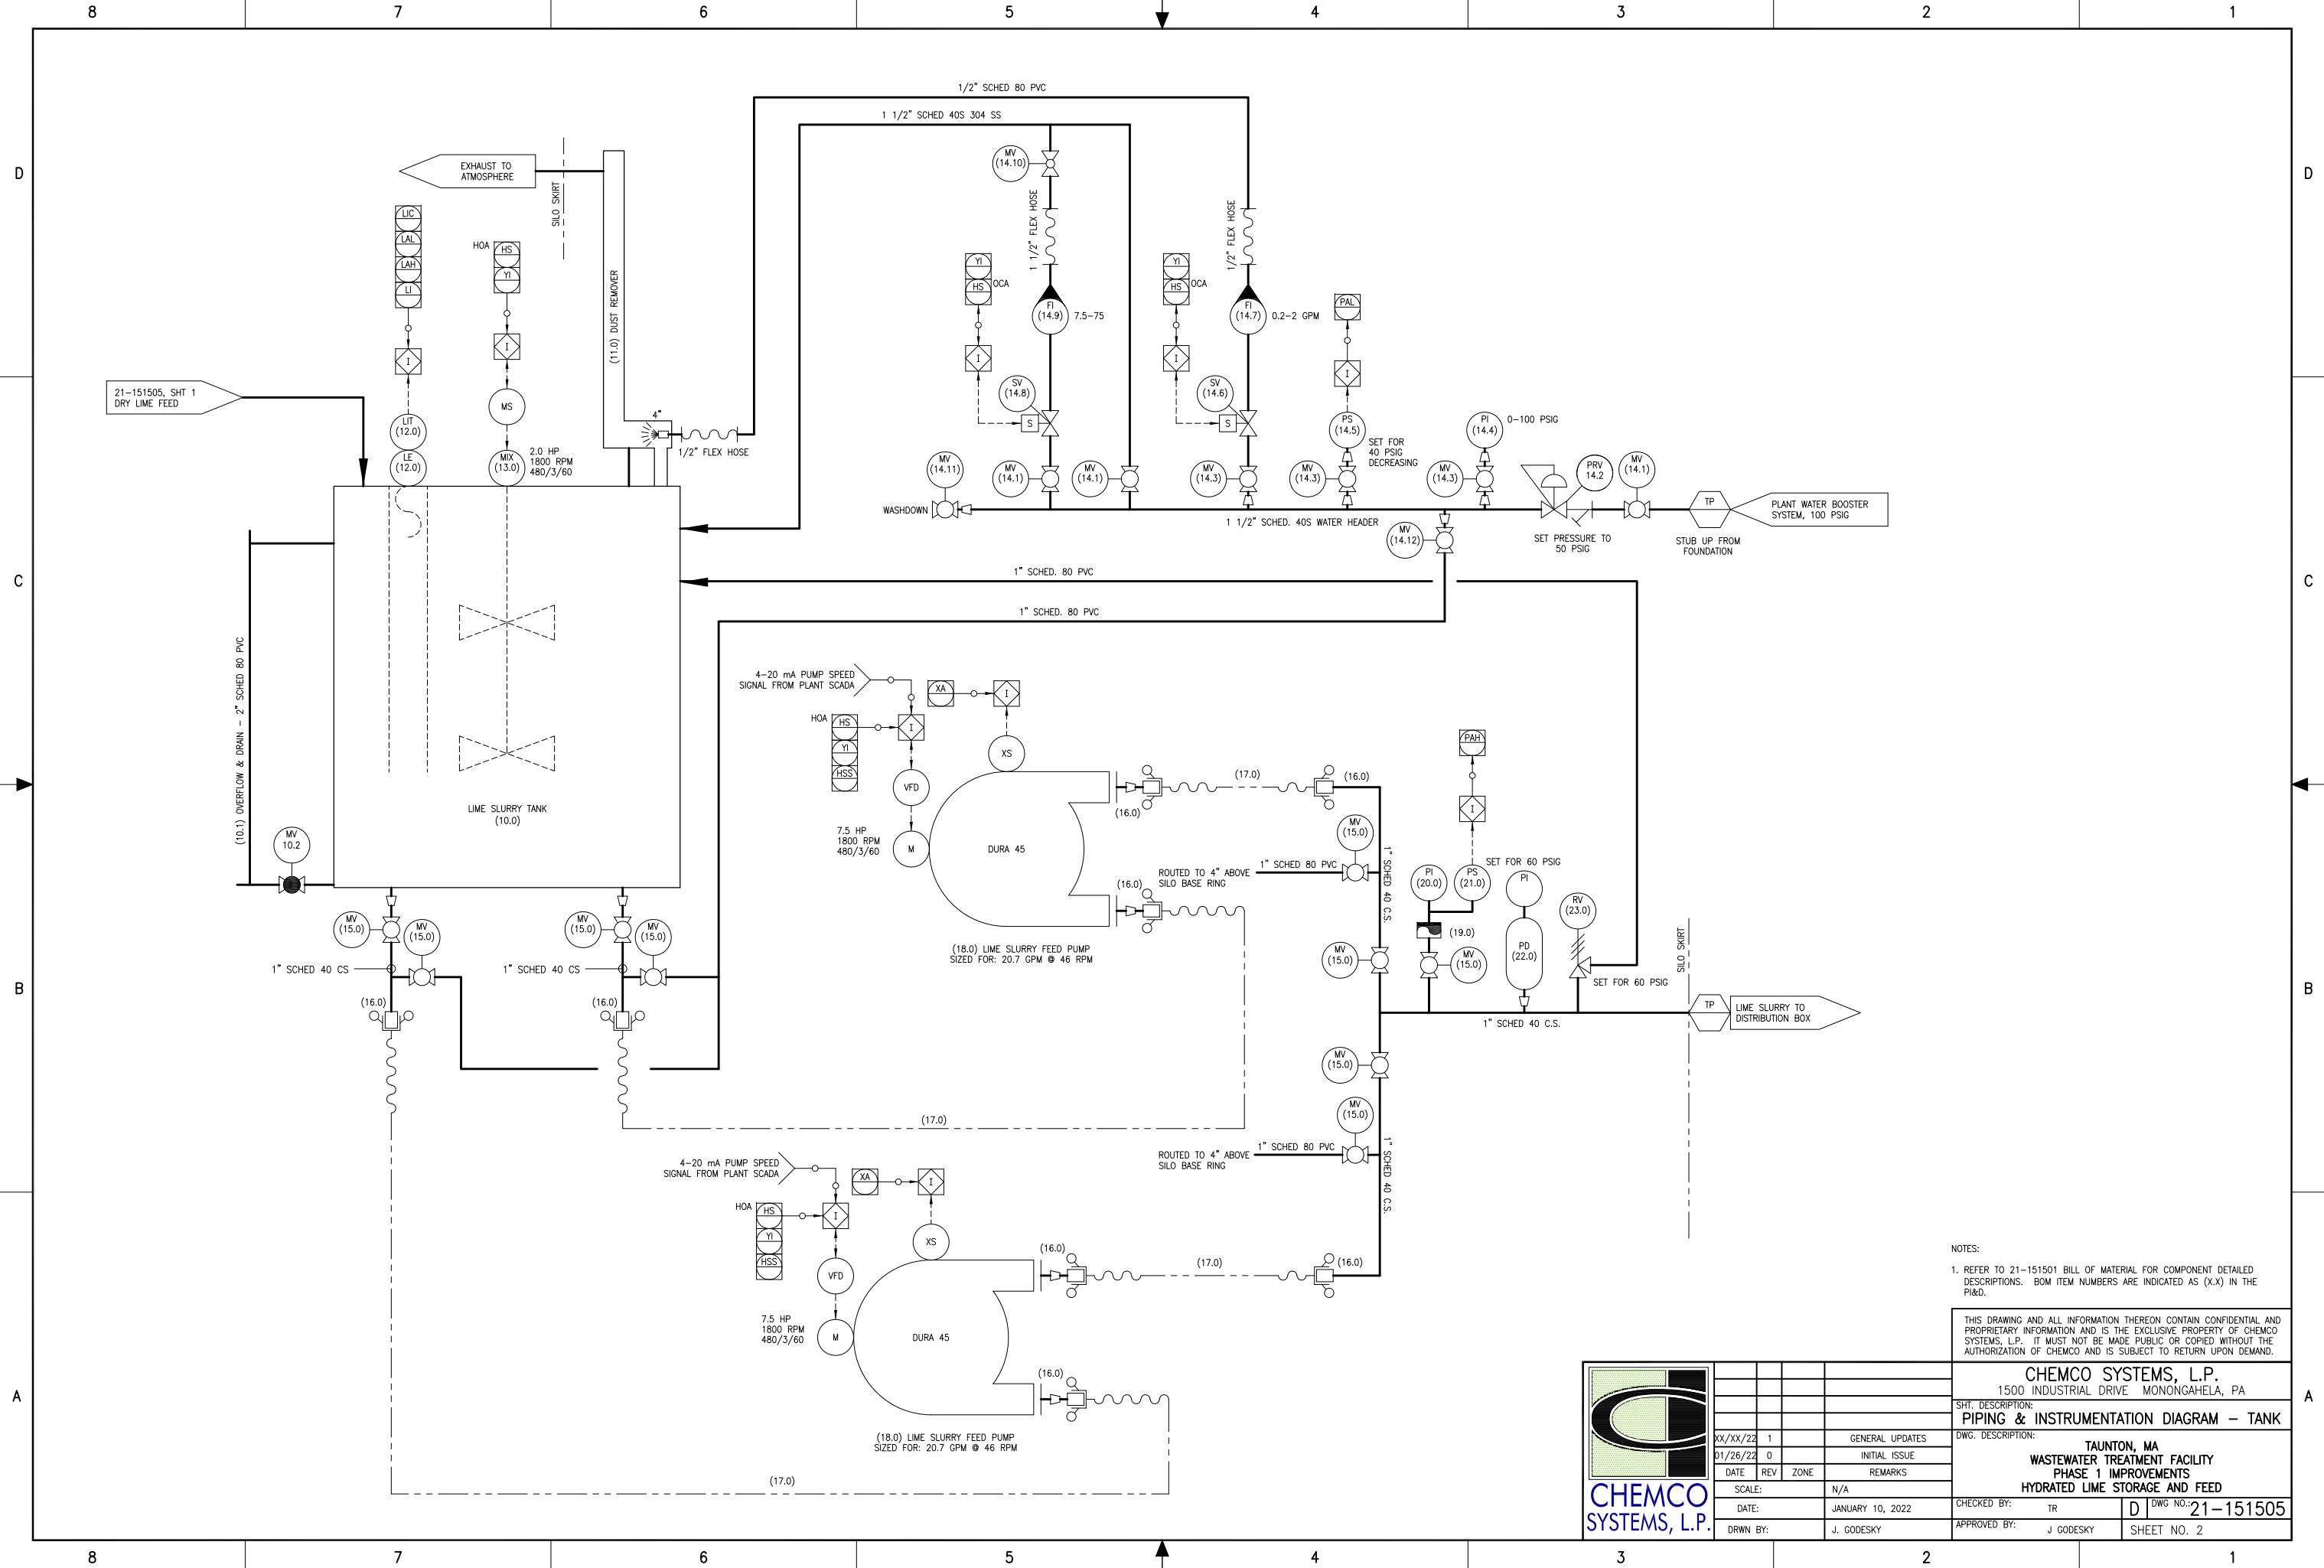 8 7 6 5 4 3 2 1
D
C
B
A
D
C
B
A
1/2" SCHED 80 PVC
1 1/2" SCHED 40S 304 SS
EXHAUST TO
ATMOSPHERE
SILO SKIRT
(11.0) DUST REMOVER
LIC
LAL
LAH
LI
I
LIT
(12.0)
LE
(12.0)
HOA
HS
YI
I
MS
MIX
(13.0)
2.0 HP
1800 RPM
480/3/60
21-151505, SHT 1
DRY LIME FEED
4"
1/2" FLEX HOSE
MV
(14.10)
1 1/2" FLEX HOSE
YI
HS
OCA
I
FI
(14.9)
7.5-75
SV
(14.8)
S
1/2" FLEX HOSE
YI
HS
OCA
I
FI
(14.7)
0.2-2 GPM
SV
(14.6)
S
PAL
I
PS
(14.5)
SET FOR
40 PSIG
DECREASING
PI
(14.4)
0-100 PSIG
MV
(14.11)
WASHDOWN
MV
(14.1)
MV
(14.1)
MV
(14.3)
MV
(14.3)
MV
(14.3)
PRV
14.2
MV
(14.1)
TP
PLANT WATER BOOSTER
SYSTEM, 100 PSIG
1 1/2" SCHED. 40S WATER HEADER
MV
(14.12)
SET PRESSURE TO
50 PSIG
STUB UP FROM
FOUNDATION
1" SCHED. 80 PVC
1" SCHED. 80 PVC
(10.1) OVERFLOW & DRAIN - 2" SCHED 80 PVC
MV
10.2
LIME SLURRY TANK
(10.0)
4-20 mA PUMP SPEED
SIGNAL FROM PLANT SCADA
XA
I
HOA
HS
YI
HSS
I
XS
VFD
7.5 HP
1800 RPM
480/3/60
M
DURA 45
(16.0)
(17.0)
(16.0)
(16.0)
MV
(15.0)
1" SCHED 80 PVC
ROUTED TO 4" ABOVE
SILO BASE RING
1" SCHED 40 C.S.
PAH
I
SET FOR 60 PSIG
PI
(20.0)
PS
(21.0)
PI
RV
(23.0)
(19.0)
PD
(22.0)
MV
(15.0)
MV
(15.0)
SET FOR 60 PSIG
SILO SKIRT
TP
LIME SLURRY TO
DISTRIBUTION BOX
1" SCHED 40 C.S.
(18.0) LIME SLURRY FEED PUMP
SIZED FOR: 20.7 GPM @ 46 RPM
MV
(15.0)
MV
(15.0)
MV
(15.0)
MV
(15.0)
1" SCHED 40 CS
1" SCHED 40 CS
(16.0)
(16.0)
MV
(15.0)
MV
(15.0)
(17.0)
1" SCHED 80 PVC
ROUTED TO 4" ABOVE
SILO BASE RING
1" SCHED 40 C.S.
4-20 mA PUMP SPEED
SIGNAL FROM PLANT SCADA
XA
I
HOA
HS
YI
HSS
I
XS
VFD
7.5 HP
1800 RPM
480/3/60
M
DURA 45
(16.0)
(17.0)
(16.0)
(16.0)
(18.0) LIME SLURRY FEED PUMP
SIZED FOR: 20.7 GPM @ 46 RPM
(17.0)
NOTES:
1. REFER TO 21-151501 BILL OF MATERIAL FOR COMPONENT DETAILED
DESCRIPTIONS. BOM ITEM NUMBERS ARE INDICATED AS (X.X) IN THE
PI&D.
THIS DRAWING AND ALL INFORMATION THEREON CONTAIN CONFIDENTIAL AND
PROPRIETARY INFORMATION AND IS THE EXCLUSIVE PROPERTY OF CHEMCO
SYSTEMS, L.P. IT MUST NOT BE MADE PUBLIC OR COPIED WITHOUT THE
AUTHORIZATION OF CHEMCO AND IS SUBJECT TO RETURN UPON DEMAND.
CHEMCO
SYSTEMS, L.P.
XX/XX/22 1 GENERAL UPDATES
01/26/22 0 INITIAL ISSUE
DATE REV ZONE REMARKS
SCALE: N/A
DATE: JANUARY 10, 2022
DRWN BY: J. GODESKY
CHEMCO SYSTEMS, L.P.
1500 INDUSTRIAL DRIVE MONONGAHELA, PA
SHT. DESCRIPTION:
PIPING & INSTRUMENTATION DIAGRAM - TANK
DWG. DESCRIPTION:
TAUNTON, MA
WASTEWATER TREATMENT FACILITY
PHASE 1 IMPROVEMENTS
HYDRATED LIME STORAGE AND FEED
CHECKED BY: TR
D DWG NO.: 21-151505
APPROVED BY: J GODESKY
SHEET NO. 2
8 7 6 5 4 3 2 1